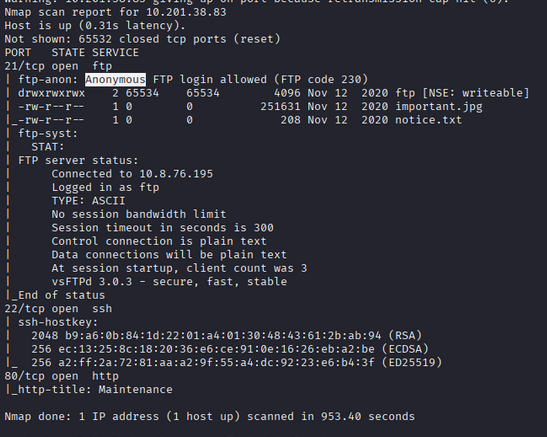 Warning: 10.201.38.83 giving up on port because retransmission cap hit (6).
Nmap scan report for 10.201.38.83
Host is up (0.31s latency).
Not shown: 65532 closed tcp ports (reset)
PORT   STATE SERVICE
21/tcp open  ftp
| ftp-anon: Anonymous FTP login allowed (FTP code 230)
| drwxrwxrwx    2 65534    65534        4096 Nov 12  2020 ftp [NSE: writeable]
| -rw-r--r--    1 0        0          251631 Nov 12  2020 important.jpg
|_-rw-r--r--    1 0        0             208 Nov 12  2020 notice.txt
| ftp-syst:
|   STAT:
| FTP server status:
|      Connected to 10.8.76.195
|      Logged in as ftp
|      TYPE: ASCII
|      No session bandwidth limit
|      Session timeout in seconds is 300
|      Control connection is plain text
|      Data connections will be plain text
|      At session startup, client count was 3
|      vsFTPd 3.0.3 - secure, fast, stable
|_End of status
22/tcp open  ssh
| ssh-hostkey:
|   2048 b9:a6:0b:84:1d:22:01:a4:01:30:48:43:61:2b:ab:94 (RSA)
|   256 ec:13:25:8c:18:20:36:e6:ce:91:0e:16:26:eb:a2:be (ECDSA)
|_  256 a2:ff:2a:72:81:aa:a2:9f:55:a4:dc:92:23:e6:b4:3f (ED25519)
80/tcp open  http
|_http-title: Maintenance
Nmap done: 1 IP address (1 host up) scanned in 953.40 seconds